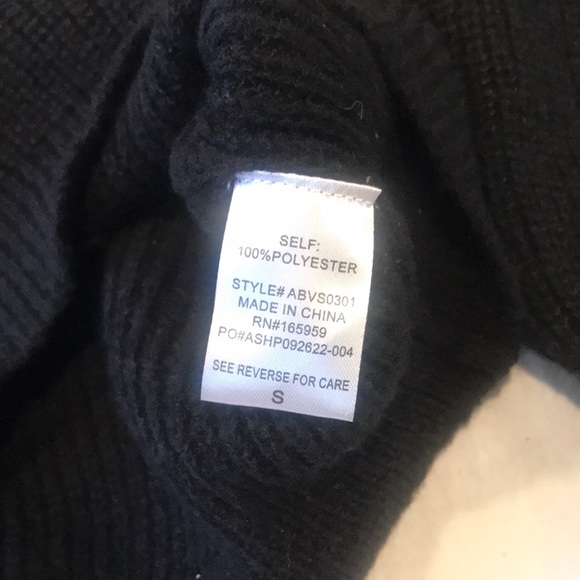 SELF:
100%POLYESTER
STYLE# ABVS0301
MADE IN CHINA
RN#165959
PO#ASHP092622-004
SEE REVERSE FOR CARE
S